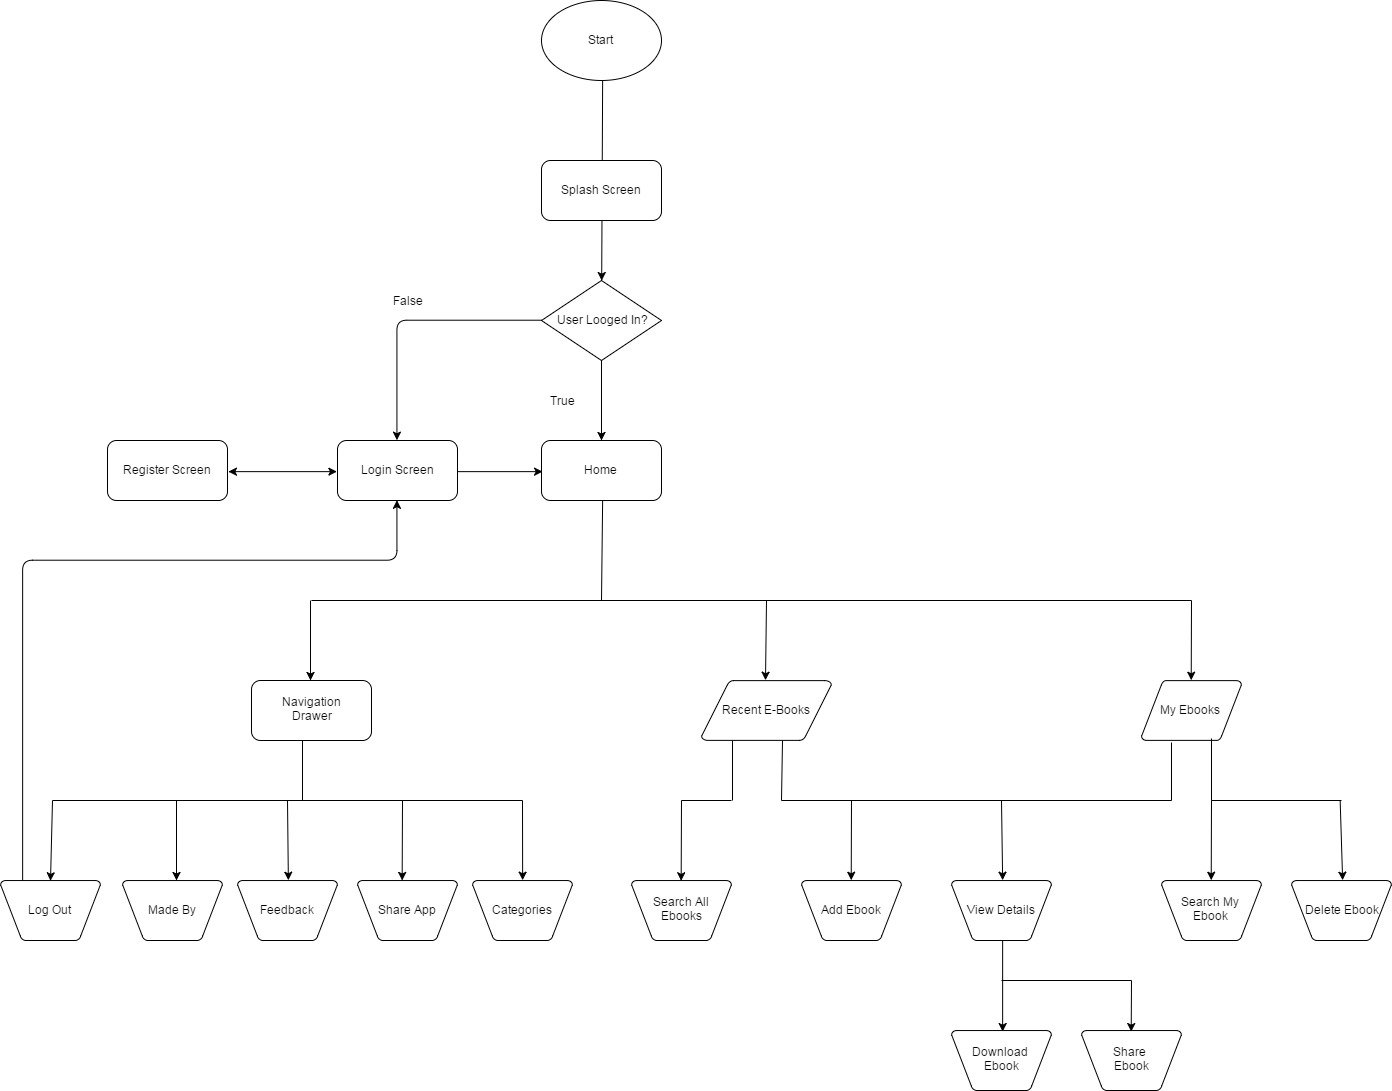 Start
Splash Screen
False
User Looged In?
True
Register Screen
Login Screen
Home
Navigation
Drawer
Recent E-Books
My Ebooks
Log Out
Made By
Feedback
Share App
Categories
Search All
Ebooks
Add Ebook
View Details
Search My
Ebook
Delete Ebook
Download
Ebook
Share
Ebook